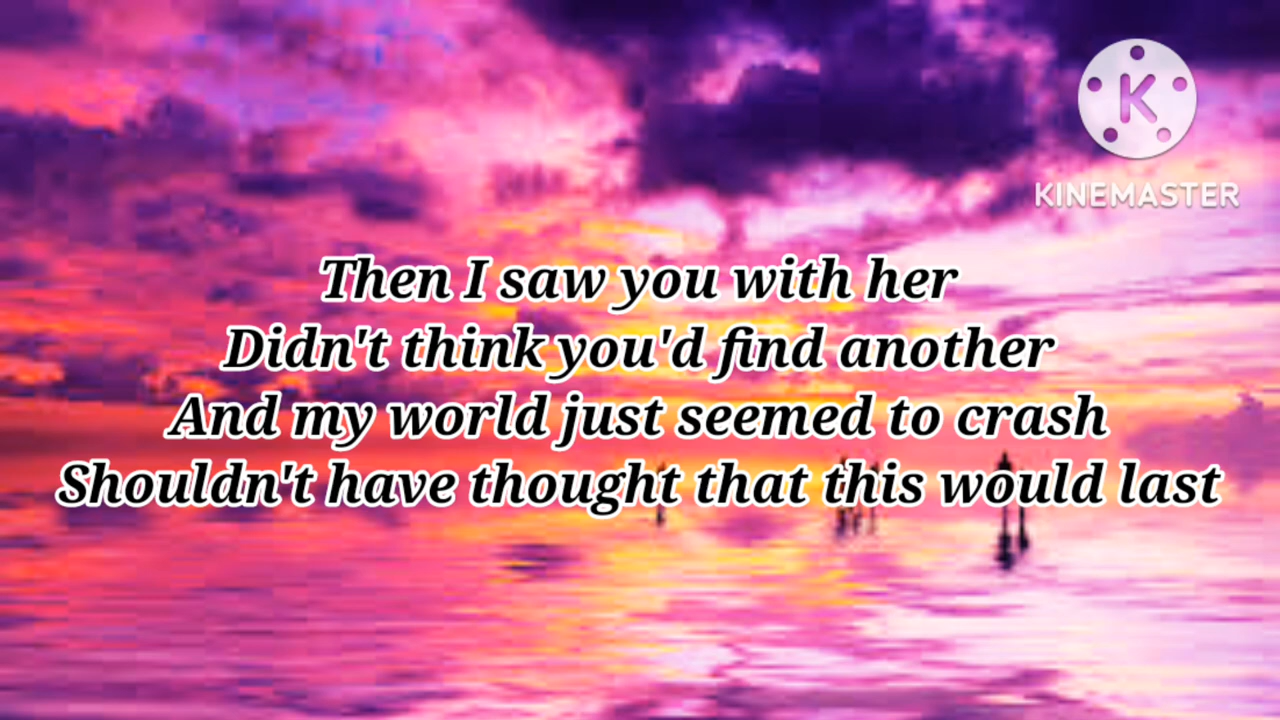 K
KINEMASTER
Then I saw you with her
Didn't think you'd find another
And my world just seemed to crash
Shouldn't have thought that this would last